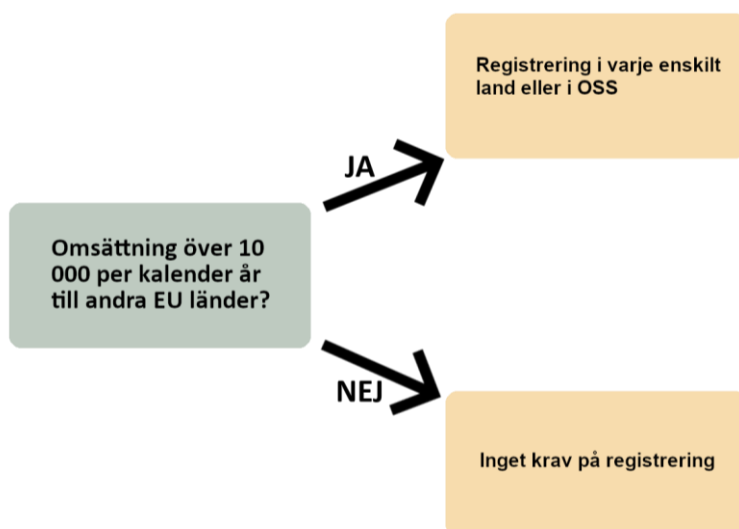 Registrering i varje enskilt
land eller i OSS
JA
Omsättning över 10
000 per kalender år
till andra EU länder?
NEJ
Inget krav på registrering